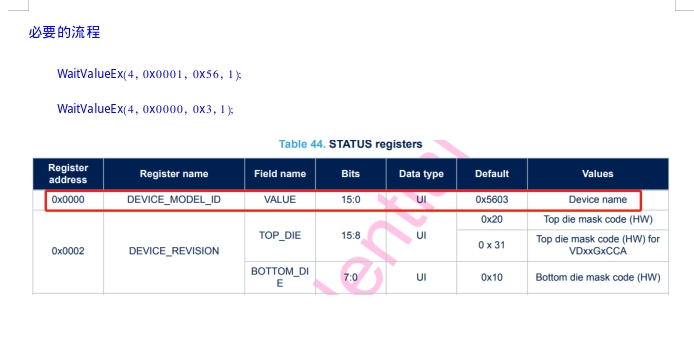 必要的流程
WaitValueEx(4, 0x0001, 0x56, 1);
WaitValueEx(4, 0x0000, 0x3, 1);
Table 44. STATUS registers
Register address Register name Field name Bits Data type Default Values
0x0000 DEVICE_MODEL_ID VALUE 15:0 UI 0x5603 Device name
0x0002 DEVICE_REVISION TOP_DIE 15:8 UI 0x20 Top die mask code (HW)
0 x 31 Top die mask code (HW) for VDxxGxCCA
BOTTOM_DIE 7:0 UI 0x10 Bottom die mask code (HW)